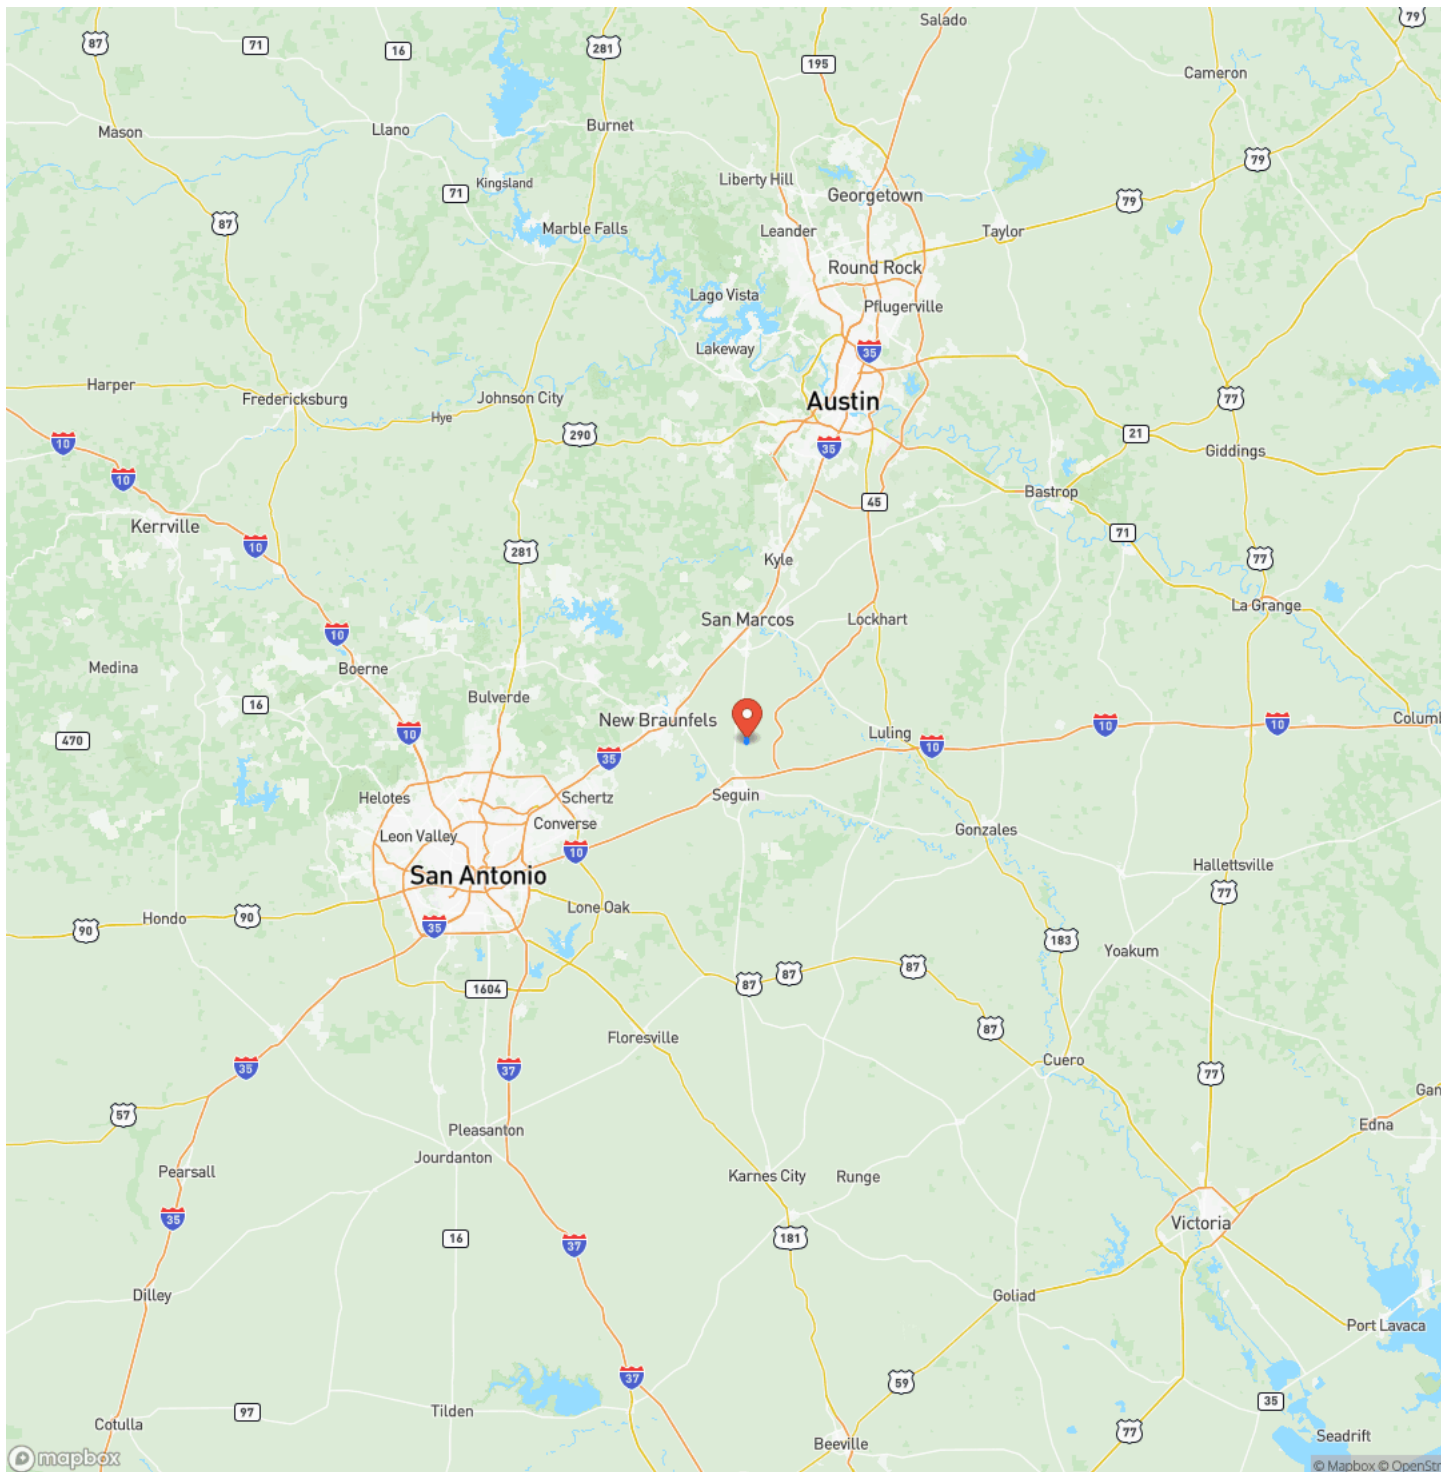 Salado
79
87
71
16
281
195
Cameron
Mason
Llano
Burnet
79
Kingsland
Liberty Hill
71
Georgetown
79
87
Marble Falls
Leander
Taylor
Round Rock
Lago Vista
Pflugerville
Lakeway
35
Harper
Fredericksburg
Johnson City
Austin
77
Hye
10
290
35
21
Giddings
10
Bastrop
45
Kerrville
71
10
281
Kyle
77
La Grange
San Marcos
Lockhart
10
Medina
Boerne
Bulverde
16
New Braunfels
10
10
Columb
470
10
Luling
10
35
Helotes
Schertz
Seguin
Converse
Leon Valley
Gonzales
10
San Antonio
Hallettsville
77
Lone Oak
Hondo
90
90
35
183
Yoakum
87
87
87
1604
87
Floresville
Cuero
35
37
77
57
Gan
Pleasanton
Edna
Jourdanton
Pearsall
Karnes City
Runge
35
Victoria
16
37
181
Dilley
Goliad
Port Lavaca
37
59
97
Tilden
35
Cotulla
77
Seadrift
Beeville
mapbox
© Mapbox © OpenStr